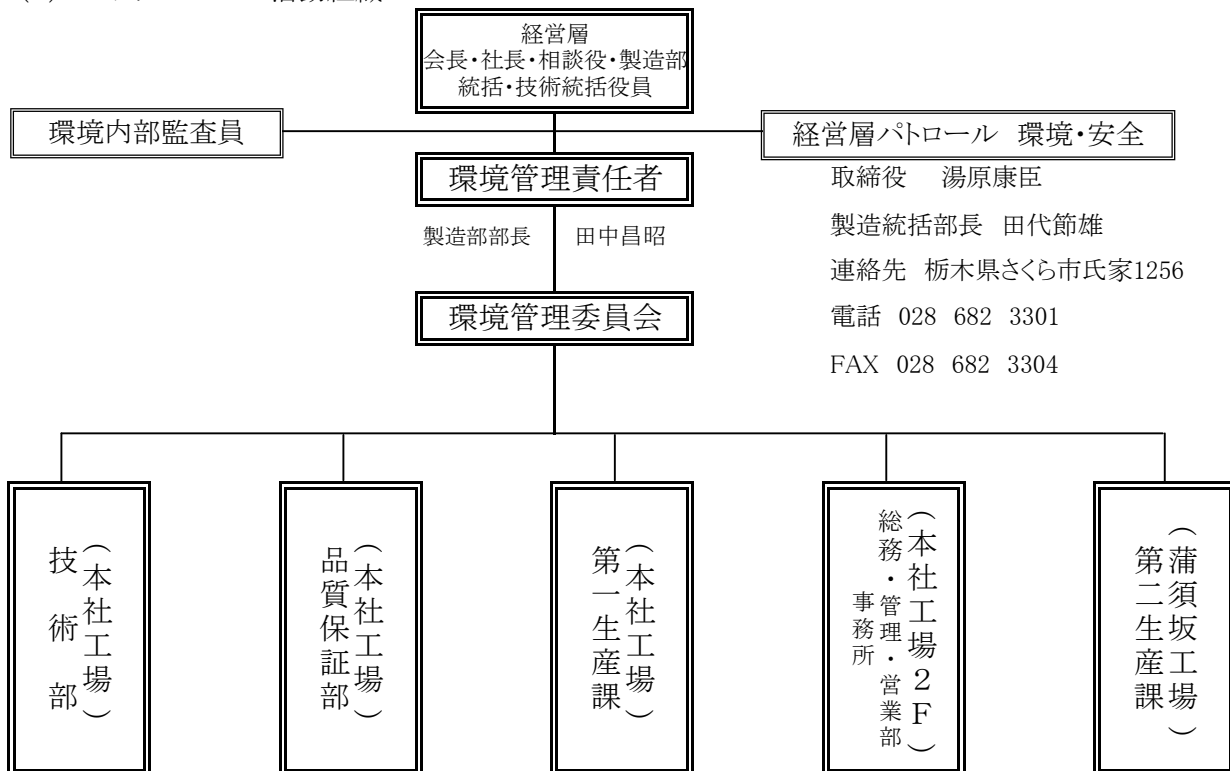 経営層
会長・社長・相談役・製造部
統括・技術統括役員
環境内部監査員
経営層パトロール 環境・安全
環境管理責任者
取締役 湯原康臣
製造部部長 田中昌昭
製造統括部長 田代節雄
連絡先 栃木県さくら市氏家1256
環境管理委員会
電話 028 682 3301
FAX 028 682 3304
(本社工場)
技術部
(本社工場)
品質保証部
(本社工場)
第一生産課
(本社工場2F)
総務・管理・営業部
事務所
(蒲須坂工場)
第二生産課